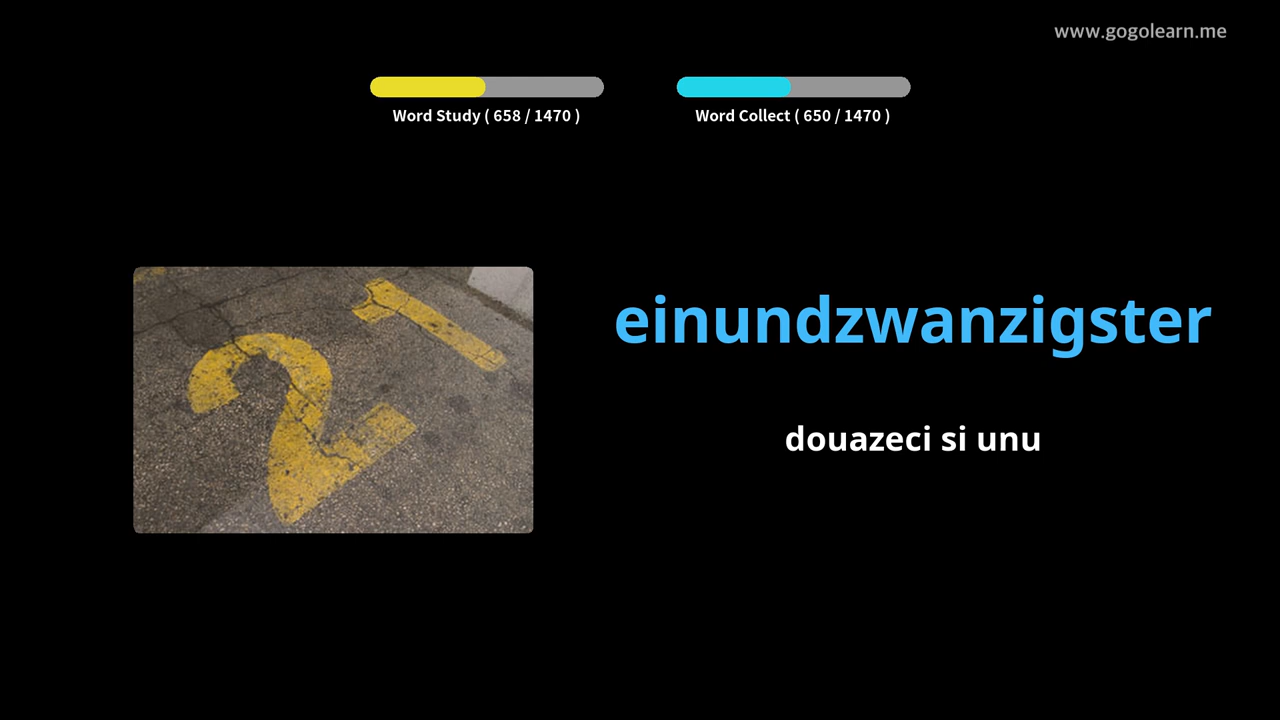 www.gogolearn.me
Word Study ( 658 / 1470 )
Word Collect ( 650 / 1470 )
21
einundzwanzigster
douazeci si unu